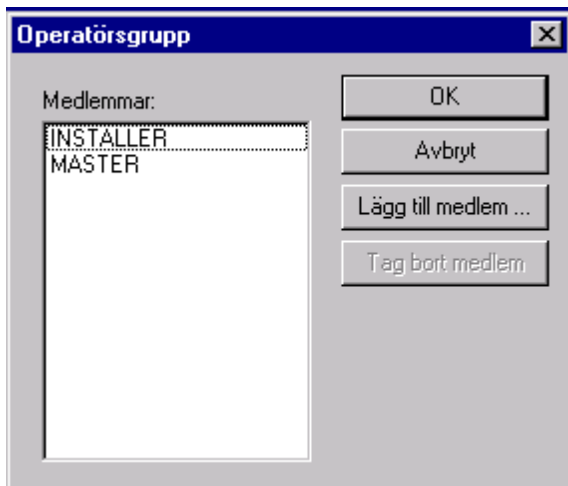 Operatörsgrupp
Medlemmar:
INSTALLER
MASTER
OK
Avbryt
Lägg till medlem ...
Tag bort medlem